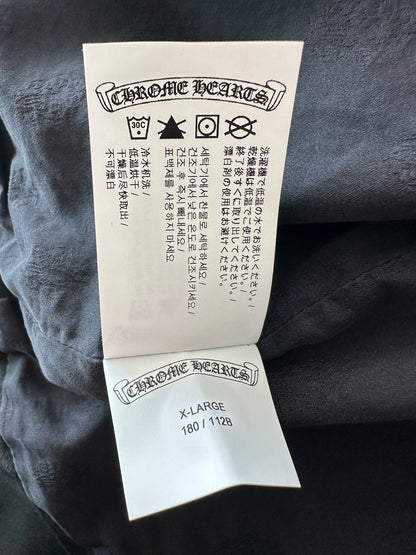 CHROME HEARTS
30C
洗濯機で低温の水でお洗いください。/
乾燥機は低温でご使用ください。/
終了後すぐに取り出してください。/
漂白剤の使用はお避けください。
세탁기에서 찬물로 세탁하세요/
건조기에서 낮은 온도로 건조시키세요/
건조 후 즉시 빼내세요/
표백제를 사용하지 마세요
冷水机洗/
低温烘干/
干燥后尽快取出/
不可漂白
CHROME HEARTS
X-LARGE
180 / 112B